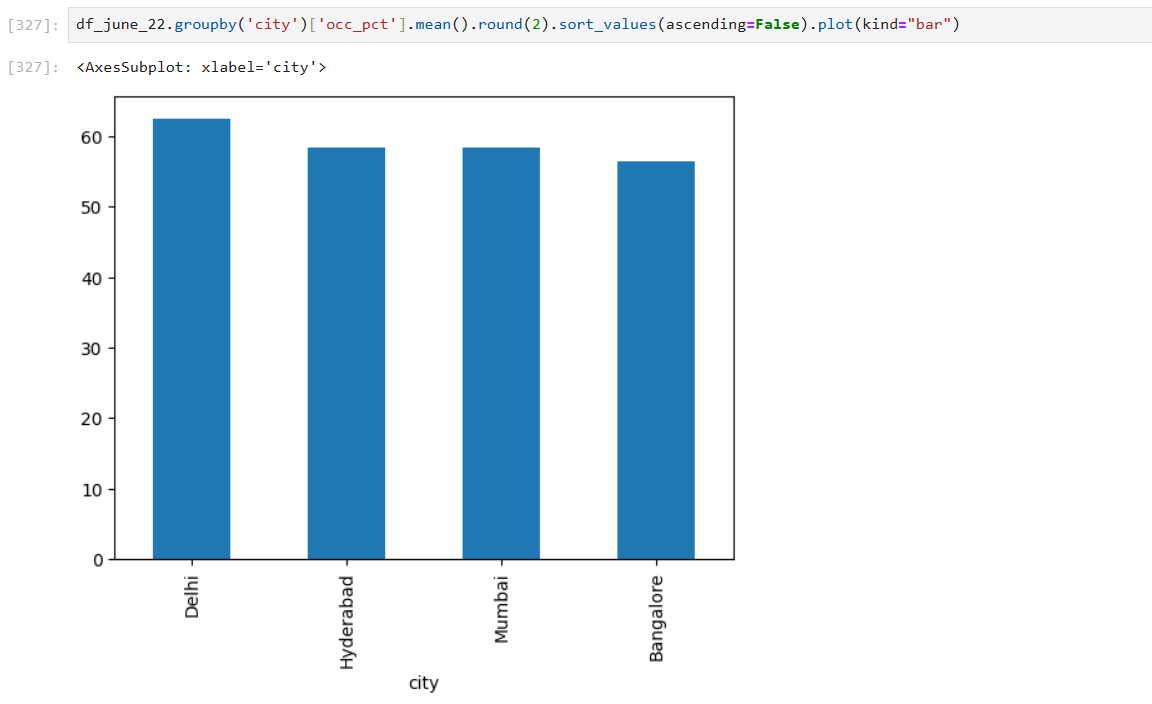 [327]: df_june_22.groupby('city')['occ_pct'].mean().round(2).sort_values(ascending=False).plot(kind="bar")
[327]: <AxesSubplot: xlabel='city'>
60
50
40
30
20
10
0
Delhi
Hyderabad
Mumbai
Bangalore
city